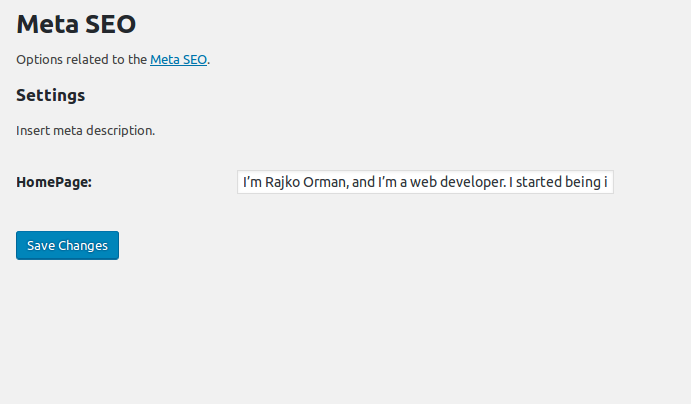 Meta SEO
Options related to the Meta SEO.
Settings
Insert meta description.
HomePage: I’m Rajko Orman, and I’m a web developer. I started being i
Save Changes